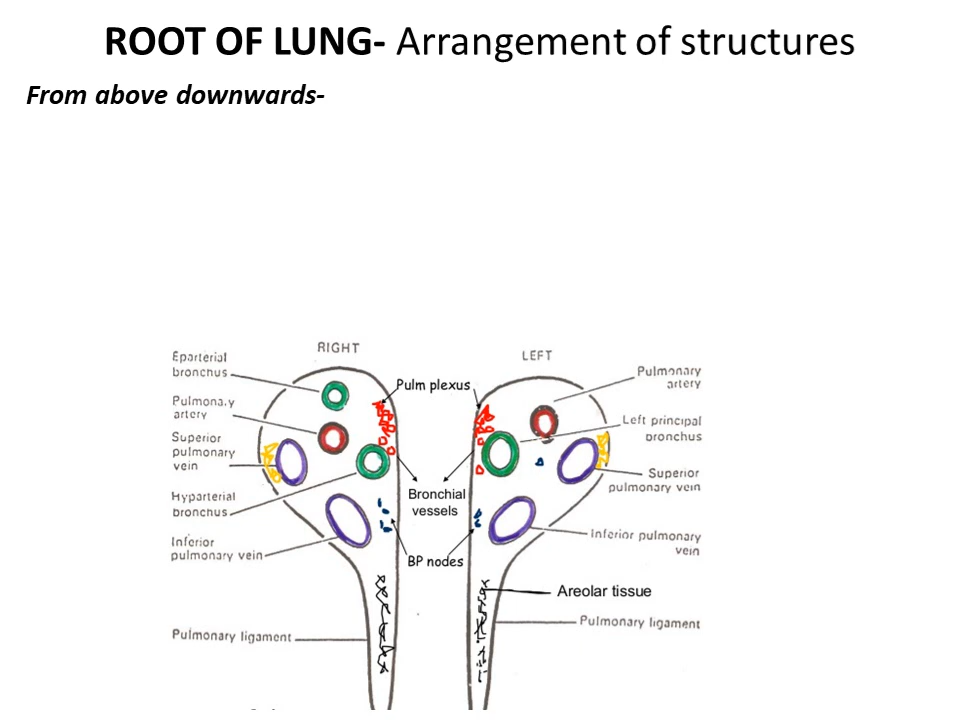 ROOT OF LUNG- Arrangement of structures
From above downwards-
RIGHT
LEFT
Eparterial
bronchus
Pulmona.y
artery
Superior
pulmonary
vein
Hyparterial
bronchus
Inferior
pulmonary vein
Pulmonary ligament
Pulm plexus
Bronchial
vessels
BP nodes
Pulmonary
artery
Left principal
bronchus
Superior
pulmonary vein
Inferior pulmonary
vein
Areolar tissue
Pulmonary ligament